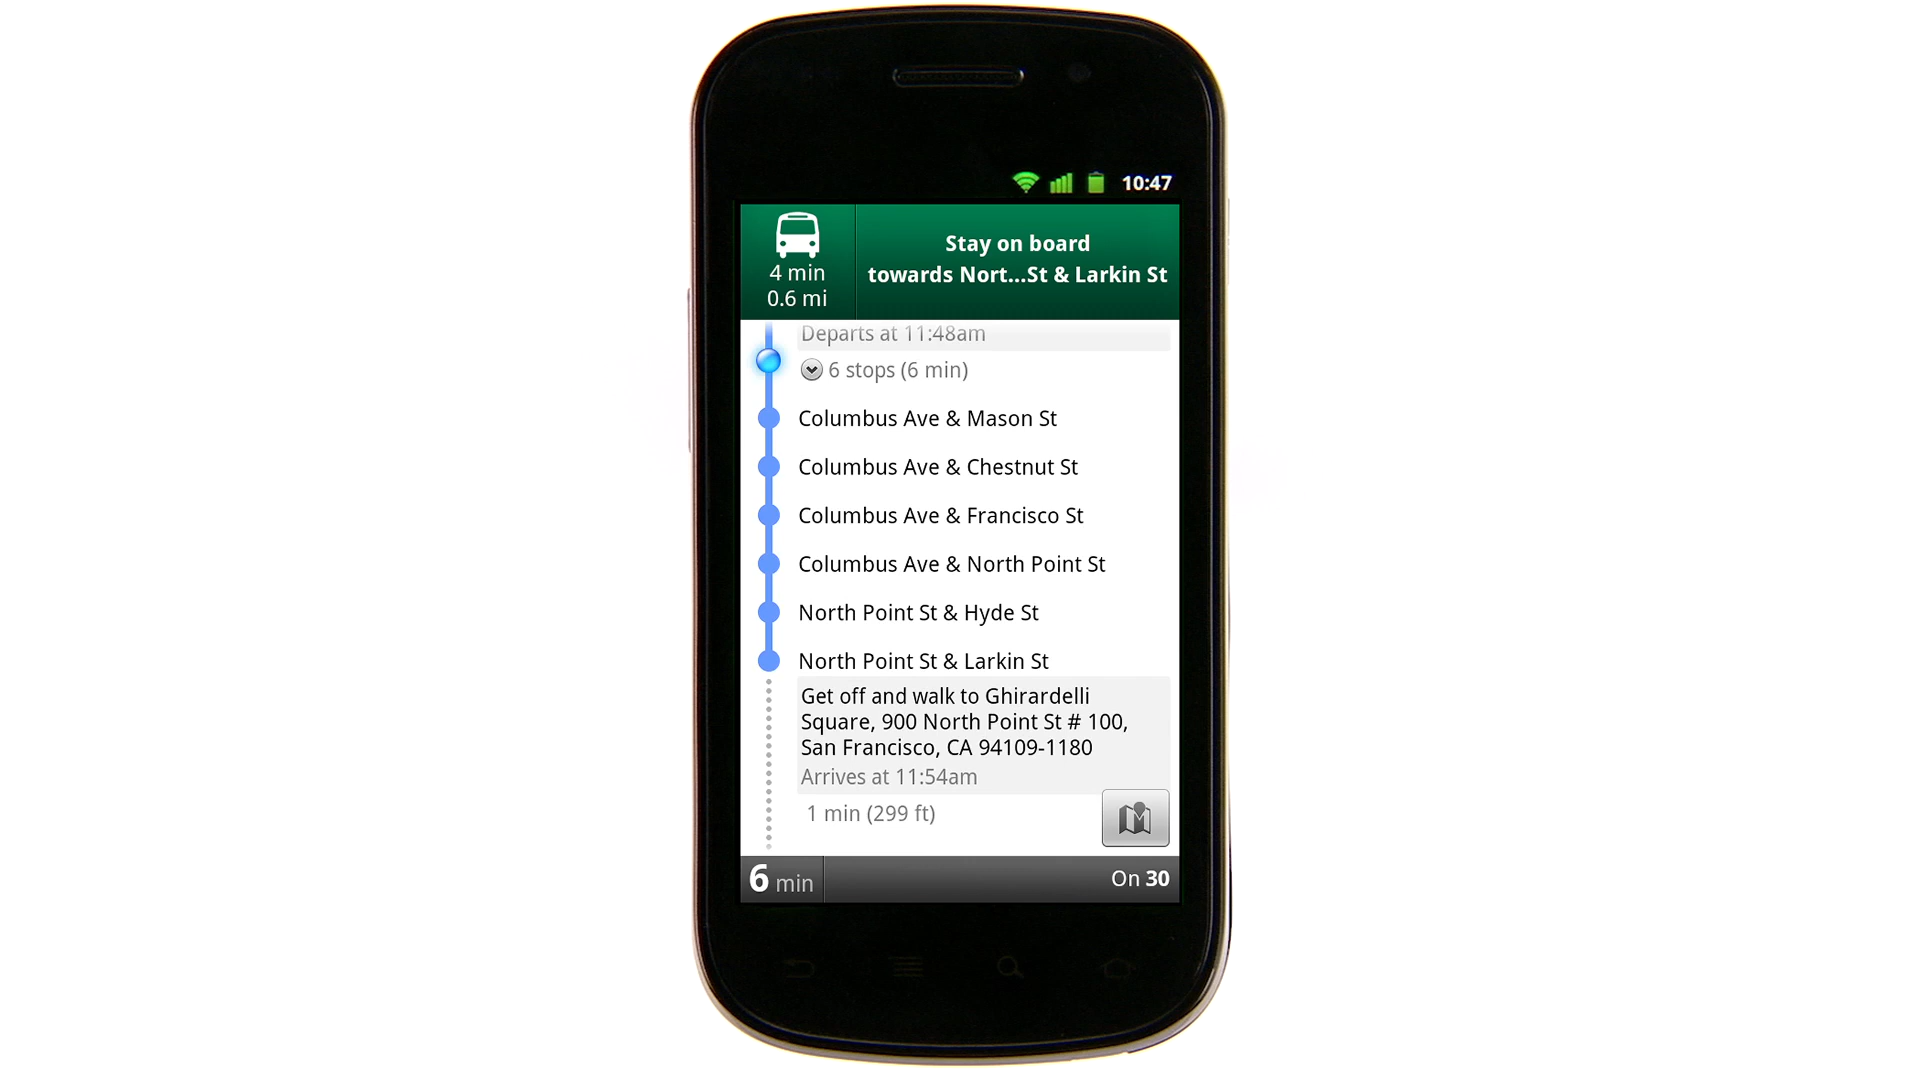 10:47
4 min
0.6 mi
Stay on board
towards Nort...St & Larkin St
Departs at 11:48am
6 stops (6 min)
Columbus Ave & Mason St
Columbus Ave & Chestnut St
Columbus Ave & Francisco St
Columbus Ave & North Point St
North Point St & Hyde St
North Point St & Larkin St
Get off and walk to Ghirardelli
Square, 900 North Point St # 100,
San Francisco, CA 94109-1180
Arrives at 11:54am
1 min (299 ft)
6 min
On 30